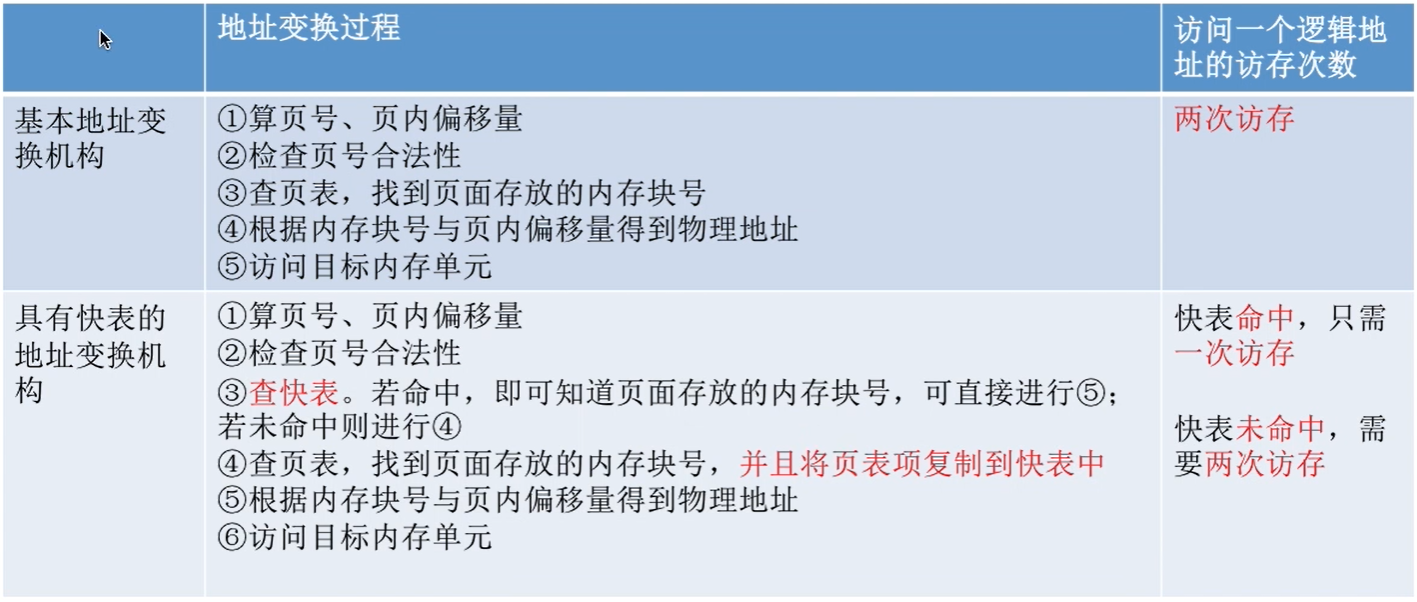 地址变换过程
访问一个逻辑地
址的访存次数
基本地址变
换机构
①算页号、页内偏移量
②检查页号合法性
③查页表，找到页面存放的内存块号
④根据内存块号与页内偏移量得到物理地址
⑤访问目标内存单元
两次访存
具有快表的
地址变换机
构
①算页号、页内偏移量
②检查页号合法性
③查快表。若命中，即可知道页面存放的内存块号，可直接进行⑤；
若未命中则进行④
④查页表，找到页面存放的内存块号，并且将页表项复制到快表中
⑤根据内存块号与页内偏移量得到物理地址
⑥访问目标内存单元
快表命中，只需
一次访存
快表未命中，需
要两次访存